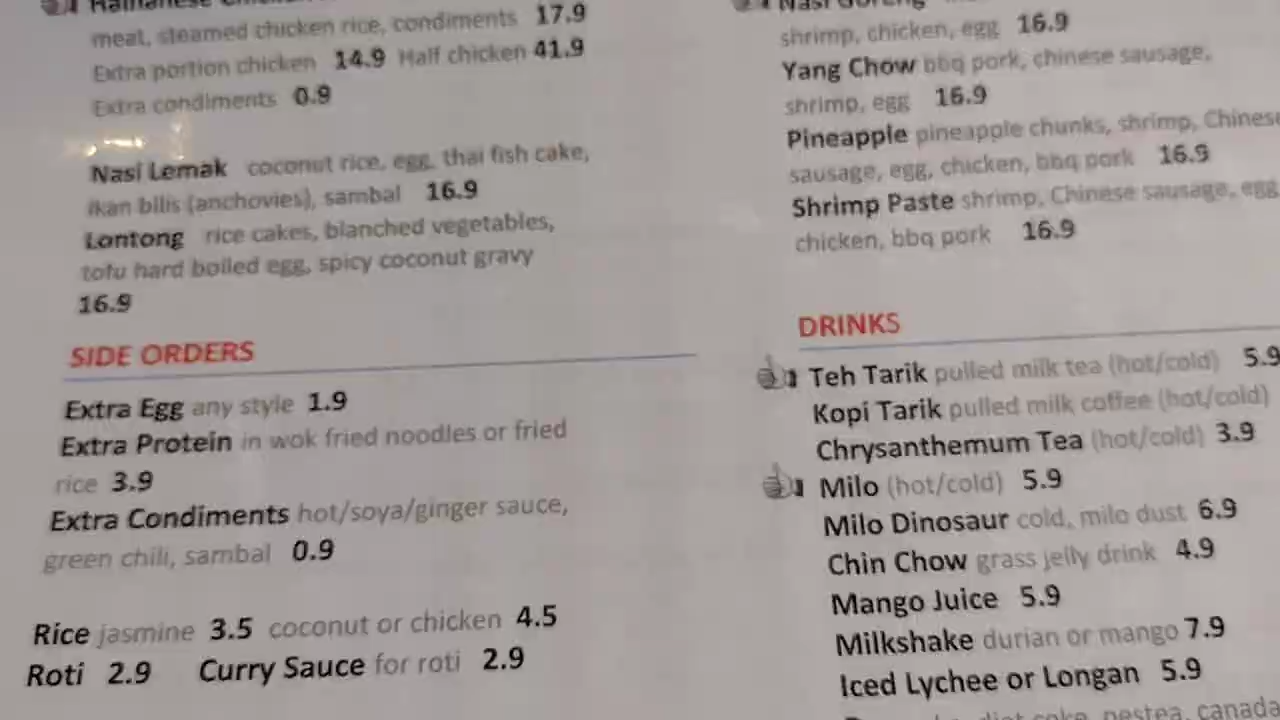 Hainanese Chicken
meat, steamed chicken rice, condiments 17.9
Extra portion chicken 14.9 Half chicken 41.9
Extra condiments 0.9
Nasi Lemak coconut rice, egg, thai fish cake,
ikan bilis (anchovies), sambal 16.9
Lontong rice cakes, blanched vegetables,
tofu hard boiled egg, spicy coconut gravy
16.9
SIDE ORDERS
Extra Egg any style 1.9
Extra Protein in wok fried noodles or fried
rice 3.9
Extra Condiments hot/soya/ginger sauce,
green chili, sambal 0.9
Rice jasmine 3.5 coconut or chicken 4.5
Roti 2.9 Curry Sauce for roti 2.9
Nasi Goreng
shrimp, chicken, egg 16.9
Yang Chow bbq pork, chinese sausage,
shrimp, egg 16.9
Pineapple pineapple chunks, shrimp, Chinese
sausage, egg, chicken, bbq pork 16.9
Shrimp Paste shrimp, Chinese sausage, egg
chicken, bbq pork 16.9
DRINKS
Teh Tarik pulled milk tea (hot/cold) 5.9
Kopi Tarik pulled milk coffee (hot/cold)
Chrysanthemum Tea (hot/cold) 3.9
Milo (hot/cold) 5.9
Milo Dinosaur cold, milo dust 6.9
Chin Chow grass jelly drink 4.9
Mango Juice 5.9
Milkshake durian or mango 7.9
Iced Lychee or Longan 5.9
diet coke, nestea, canada